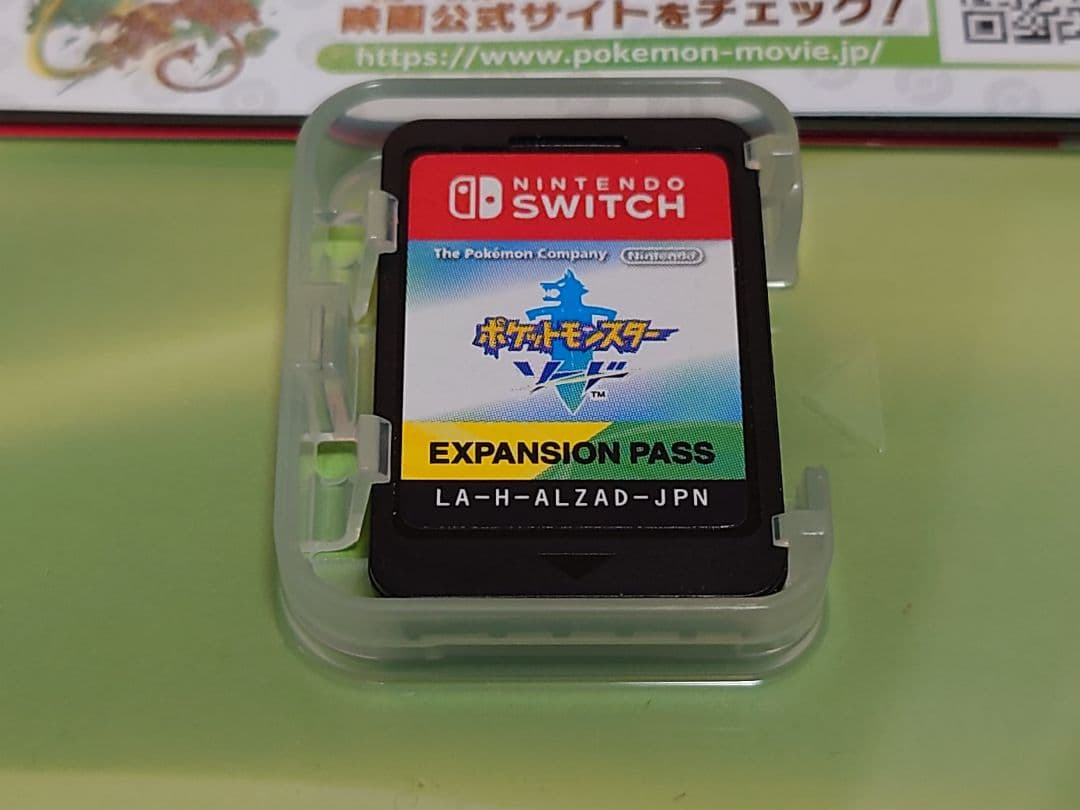 映画公式サイトをチェック!
https://www.pokemon-movie.jp/
NINTENDO
SWITCH
The Pokémon Company Nintendo
ポケットモンスター
ソード™
EXPANSION PASS
LA-H-ALZAD-JPN